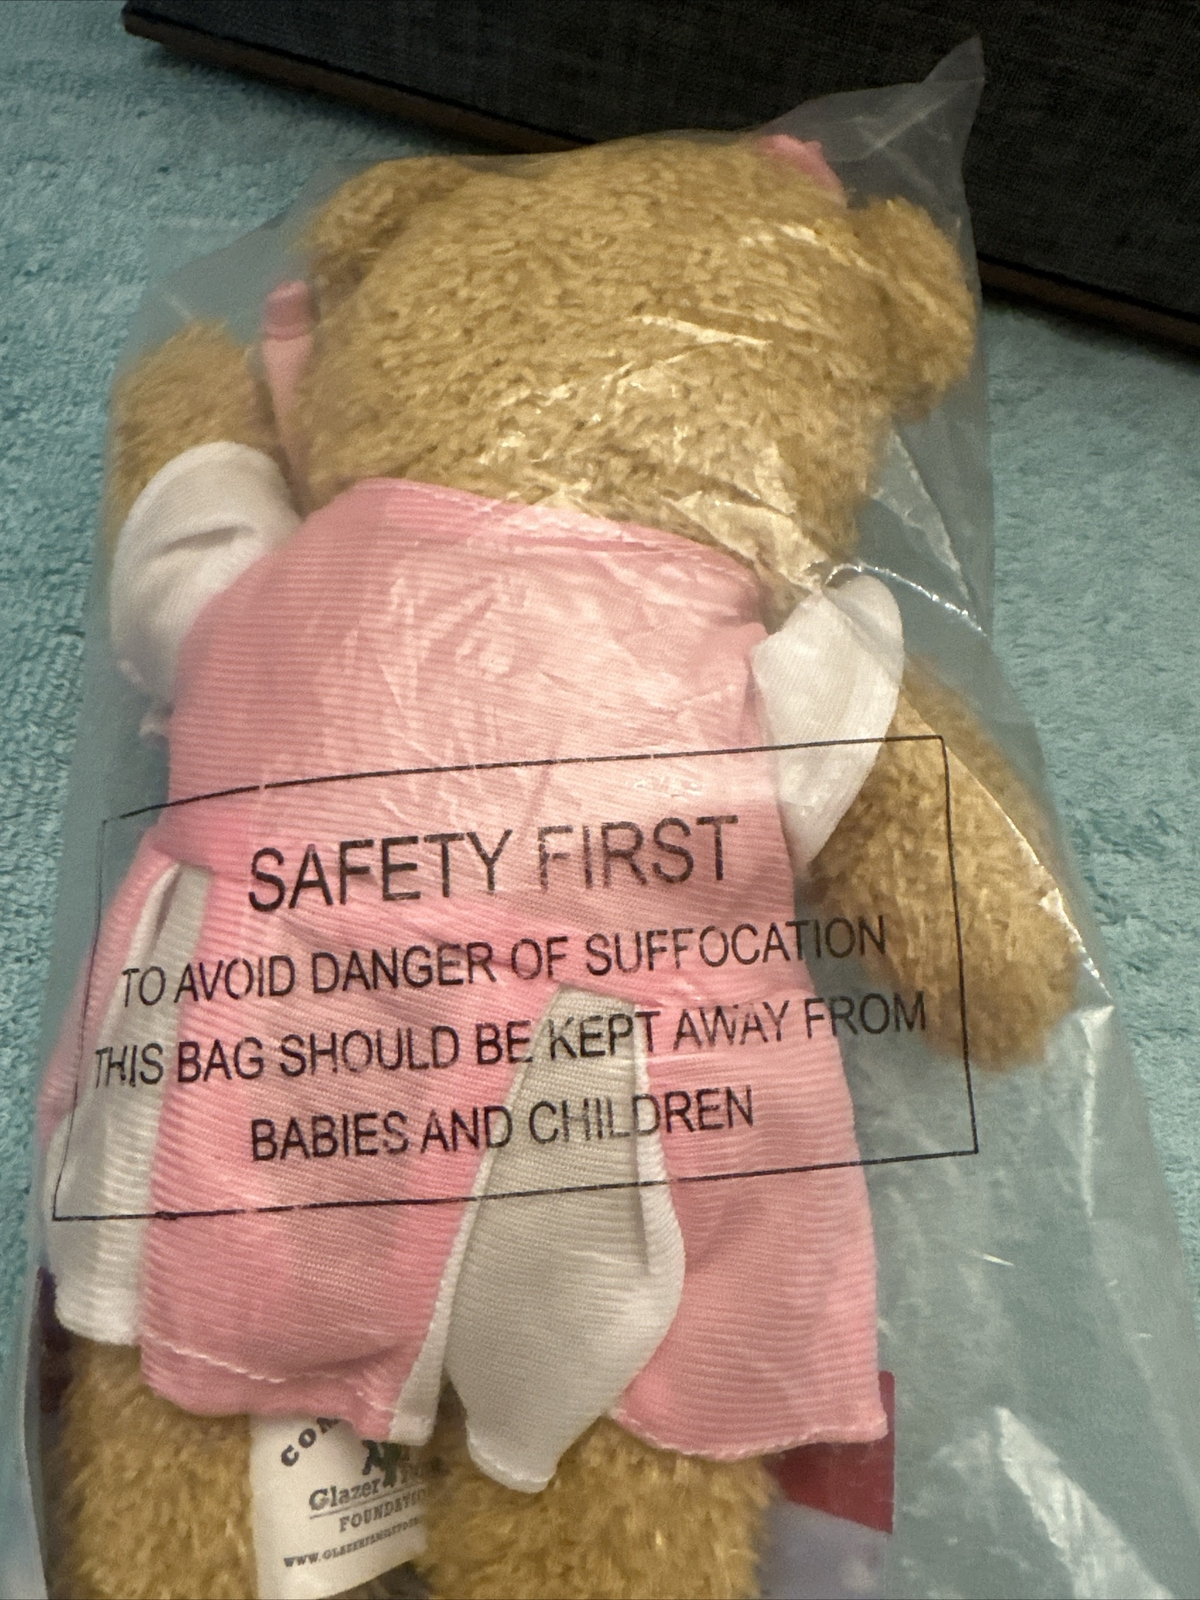 SAFETY FIRST
TO AVOID DANGER OF SUFFOCATION
THIS BAG SHOULD BE KEPT AWAY FROM
BABIES AND CHILDREN
Glazer
FOUNDATION